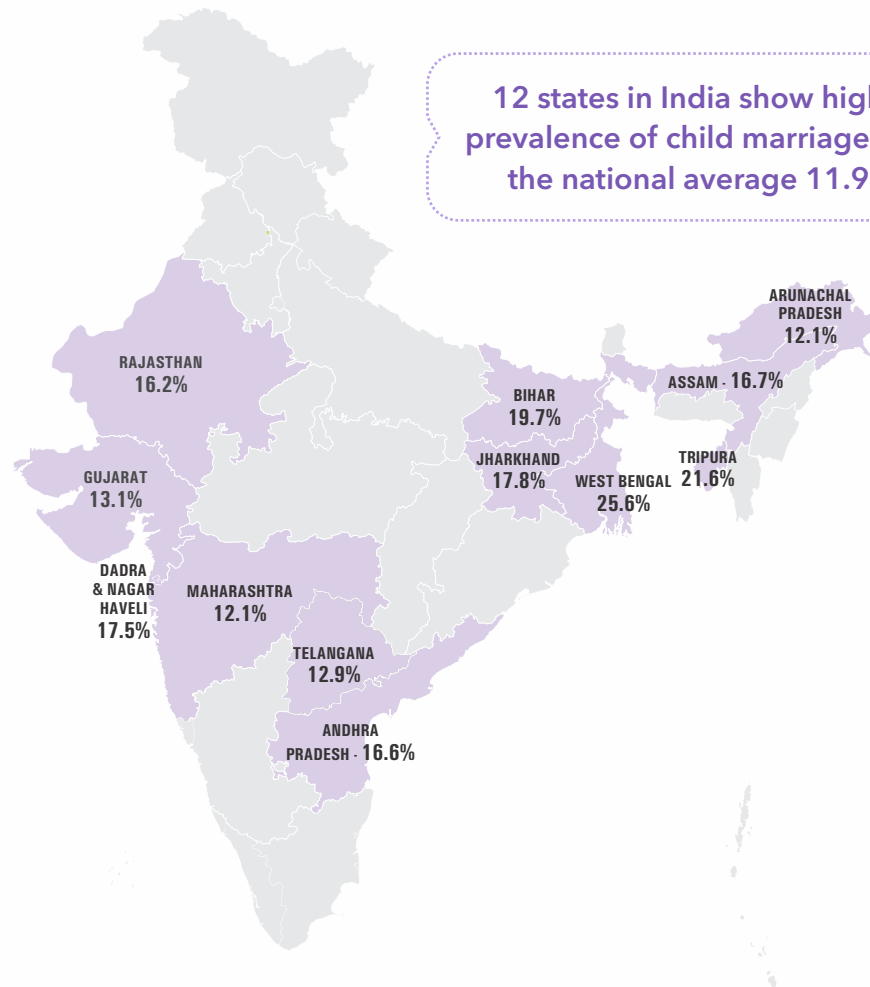 12 states in India show hig
prevalence of child marriage
the national average 11.9
ARUNACHAL
PRADESH
12.1%
RAJASTHAN
16.2%
BIHAR
19.7%
ASSAM - 16.7%
JHARKHAND
17.8%
WEST BENGAL
25.6%
TRIPURA
21.6%
GUJARAT
13.1%
DADRA
& NAGAR
HAVELI
17.5%
MAHARASHTRA
12.1%
TELANGANA
12.9%
ANDHRA
PRADESH - 16.6%